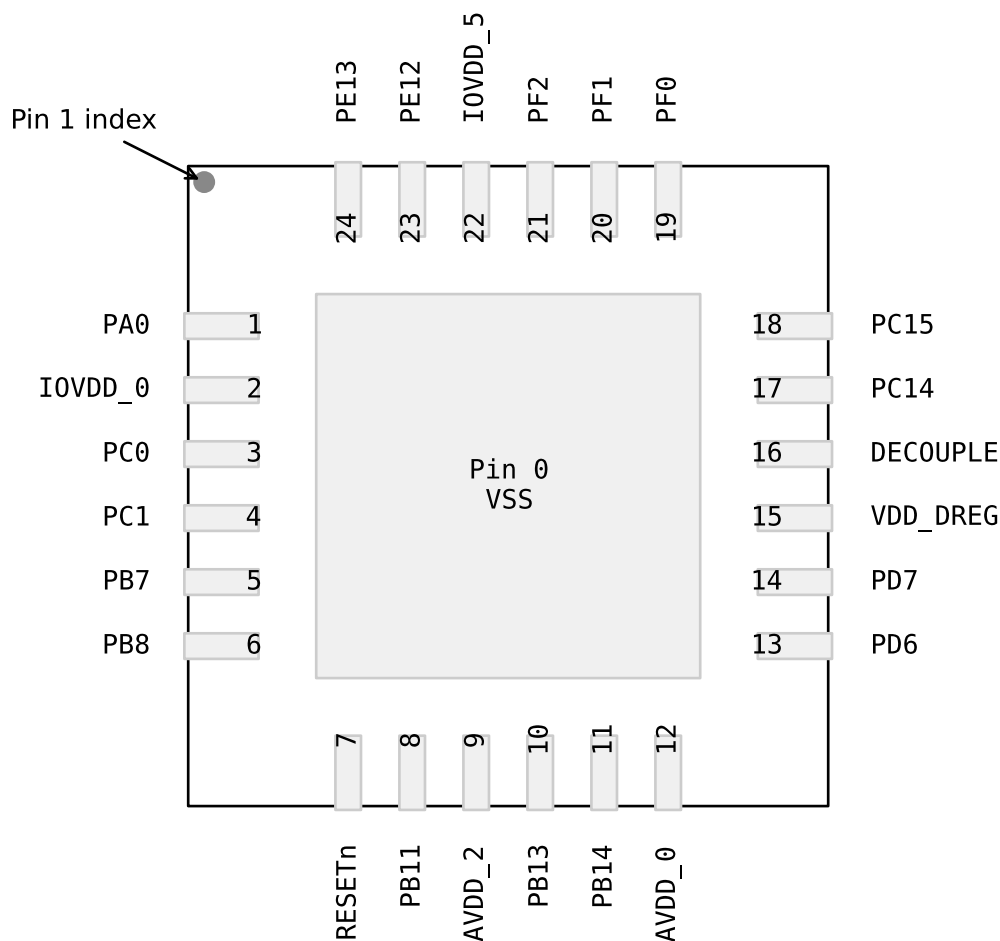 IOVDD_5
PE13
PE12
PF2
PF1
PF0
Pin 1 index
24
23
22
21
20
19
PA0
1
18
PC15
IOVDD_0
2
17
PC14
PC0
3
16
DECOUPLE
Pin 0
VSS
PC1
4
15
VDD_DREG
PB7
5
14
PD7
PB8
6
13
PD6
7
8
9
10
11
12
RESETn
PB11
AVDD_2
PB13
PB14
AVDD_0